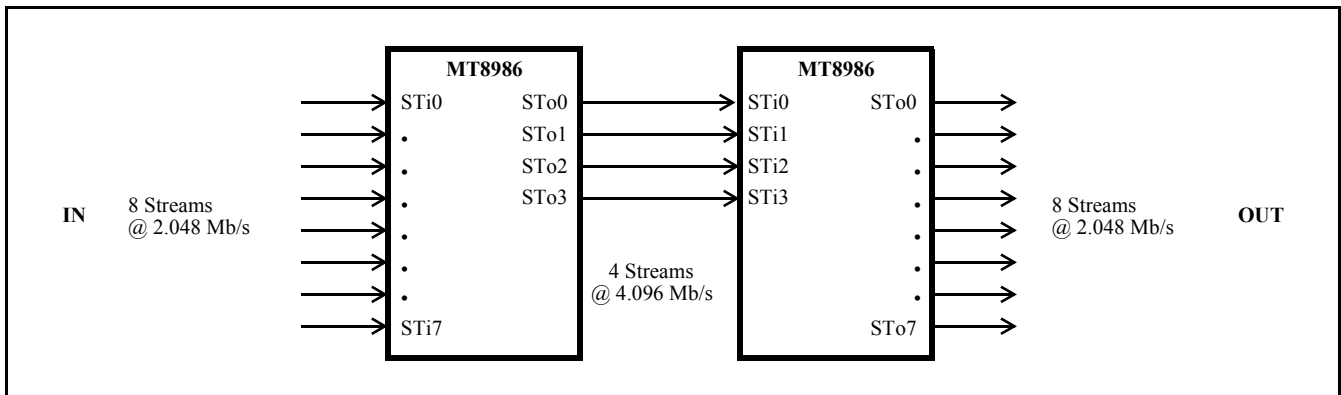 MT8986
MT8986
STi0
STo0
STi0
STo0
STo1
STi1
STo2
STi2
STo3
STi3
IN
8 Streams
@ 2.048 Mb/s
4 Streams
@ 4.096 Mb/s
8 Streams
@ 2.048 Mb/s
OUT
STi7
STo7